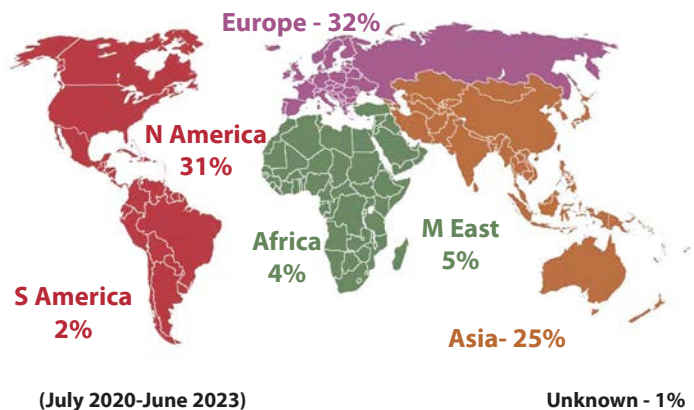 Europe - 32%
N America
31%
Africa
4%
M East
5%
S America
2%
Asia- 25%
(July 2020-June 2023)
Unknown - 1%